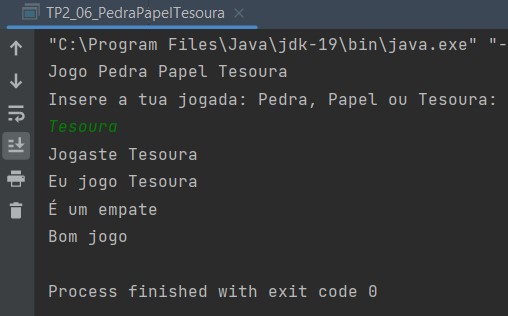 TP2_06_PedraPapelTesoura
"C:\Program Files\Java\jdk-19\bin\java.exe" "-
Jogo Pedra Papel Tesoura
Insere a tua jogada: Pedra, Papel ou Tesoura:
Tesoura
Jogaste Tesoura
Eu jogo Tesoura
É um empate
Bom jogo
Process finished with exit code 0